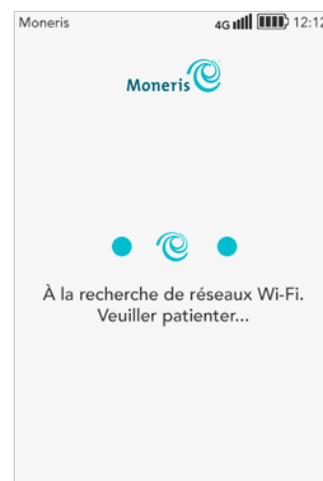 Moneris 4G 12:12
Moneris
À la recherche de réseaux Wi-Fi.
Veuiller patienter...